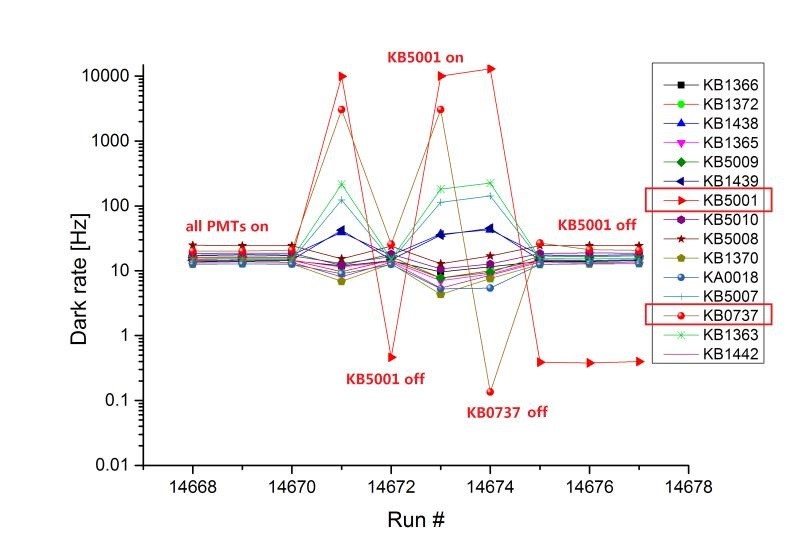 KB5001 on
10000
1000
100
10
1
0.1
0.01
Dark rate [Hz]
all PMTs on
KB5001 off
KB5001 off
KB0737 off
14668
14670
14672
14674
14676
14678
Run #
KB1366
KB1372
KB1438
KB1365
KB5009
KB1439
KB5001
KB5010
KB5008
KB1370
KA0018
KB5007
KB0737
KB1363
KB1442